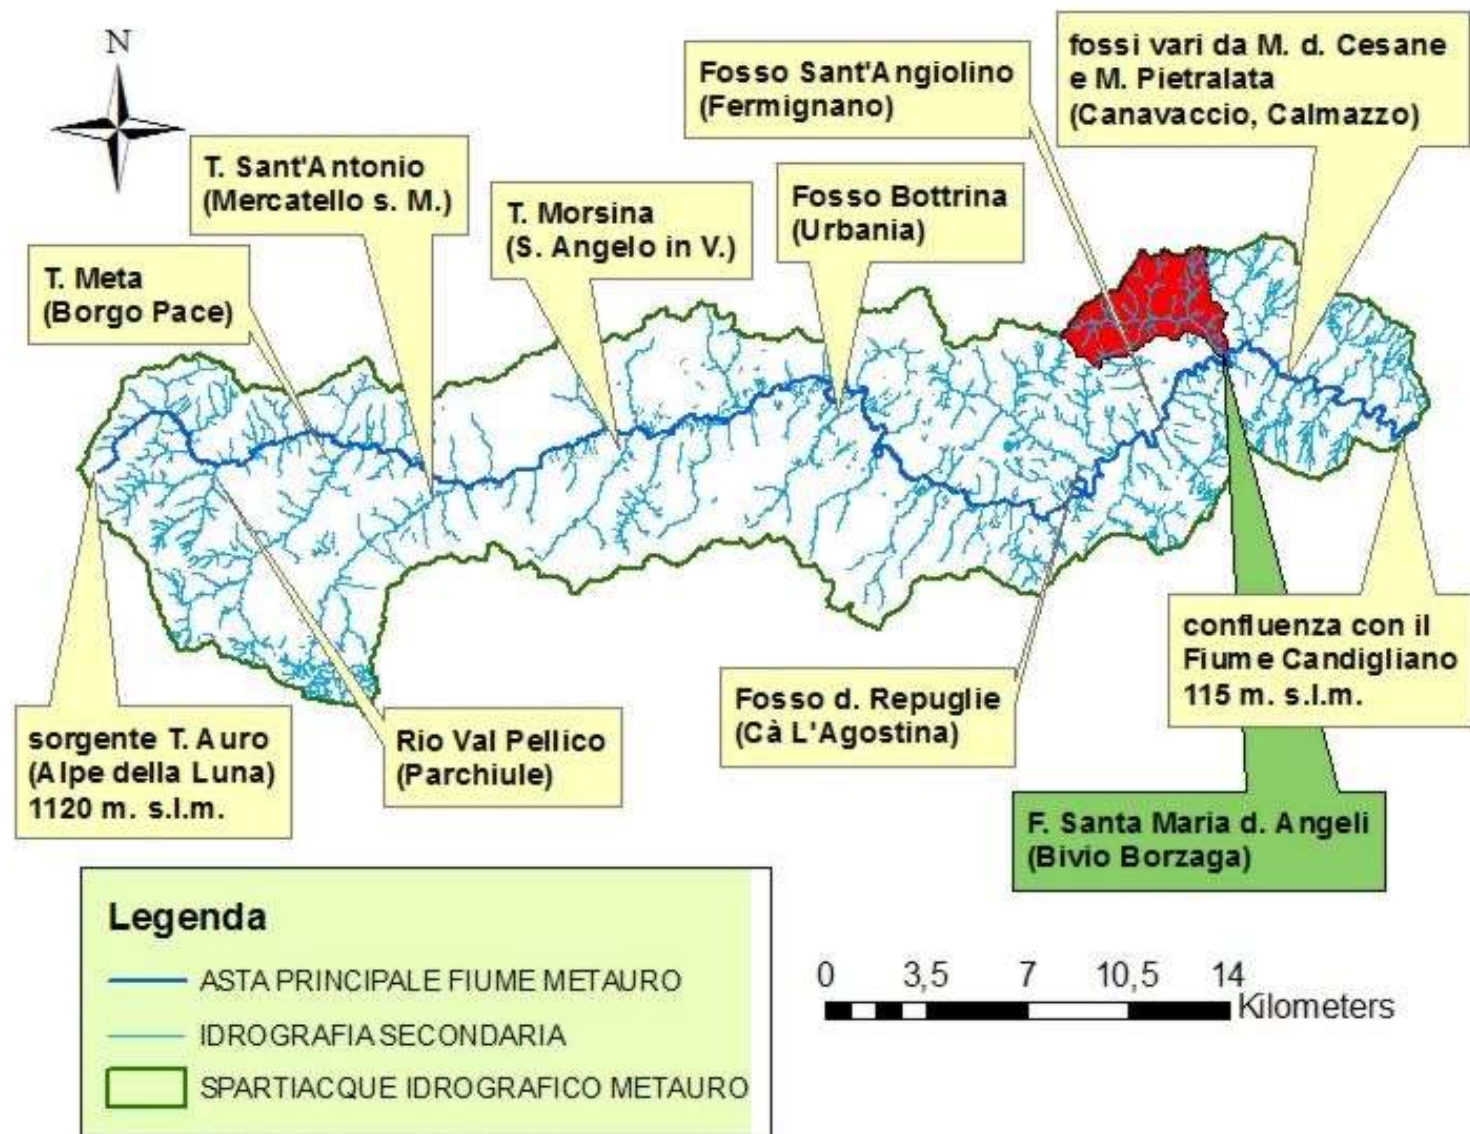 N
fossi vari da M. d. Cesane
e M. Pietralata
(Canavaccio, Calmazzo)
Fosso Sant'Angiolino
(Fermignano)
T. Sant'Antonio
(Mercatello s. M.)
T. Morsina
(S. Angelo in V.)
Fosso Bottrina
(Urbania)
T. Meta
(Borgo Pace)
sorgente T. Auro
(Alpe della Luna)
1120 m. s.l.m.
Rio Val Pellico
(Parchiule)
Fosso d. Repuglie
(Cà L'Agostina)
confluenza con il
Fiume Candigliano
115 m. s.l.m.
F. Santa Maria d. Angeli
(Bivio Borzaga)
Legenda
ASTA PRINCIPALE FIUME METAURO
IDROGRAFIA SECONDARIA
SPARTIACQUE IDROGRAFICO METAURO
0 3,5 7 10,5 14
Kilometers